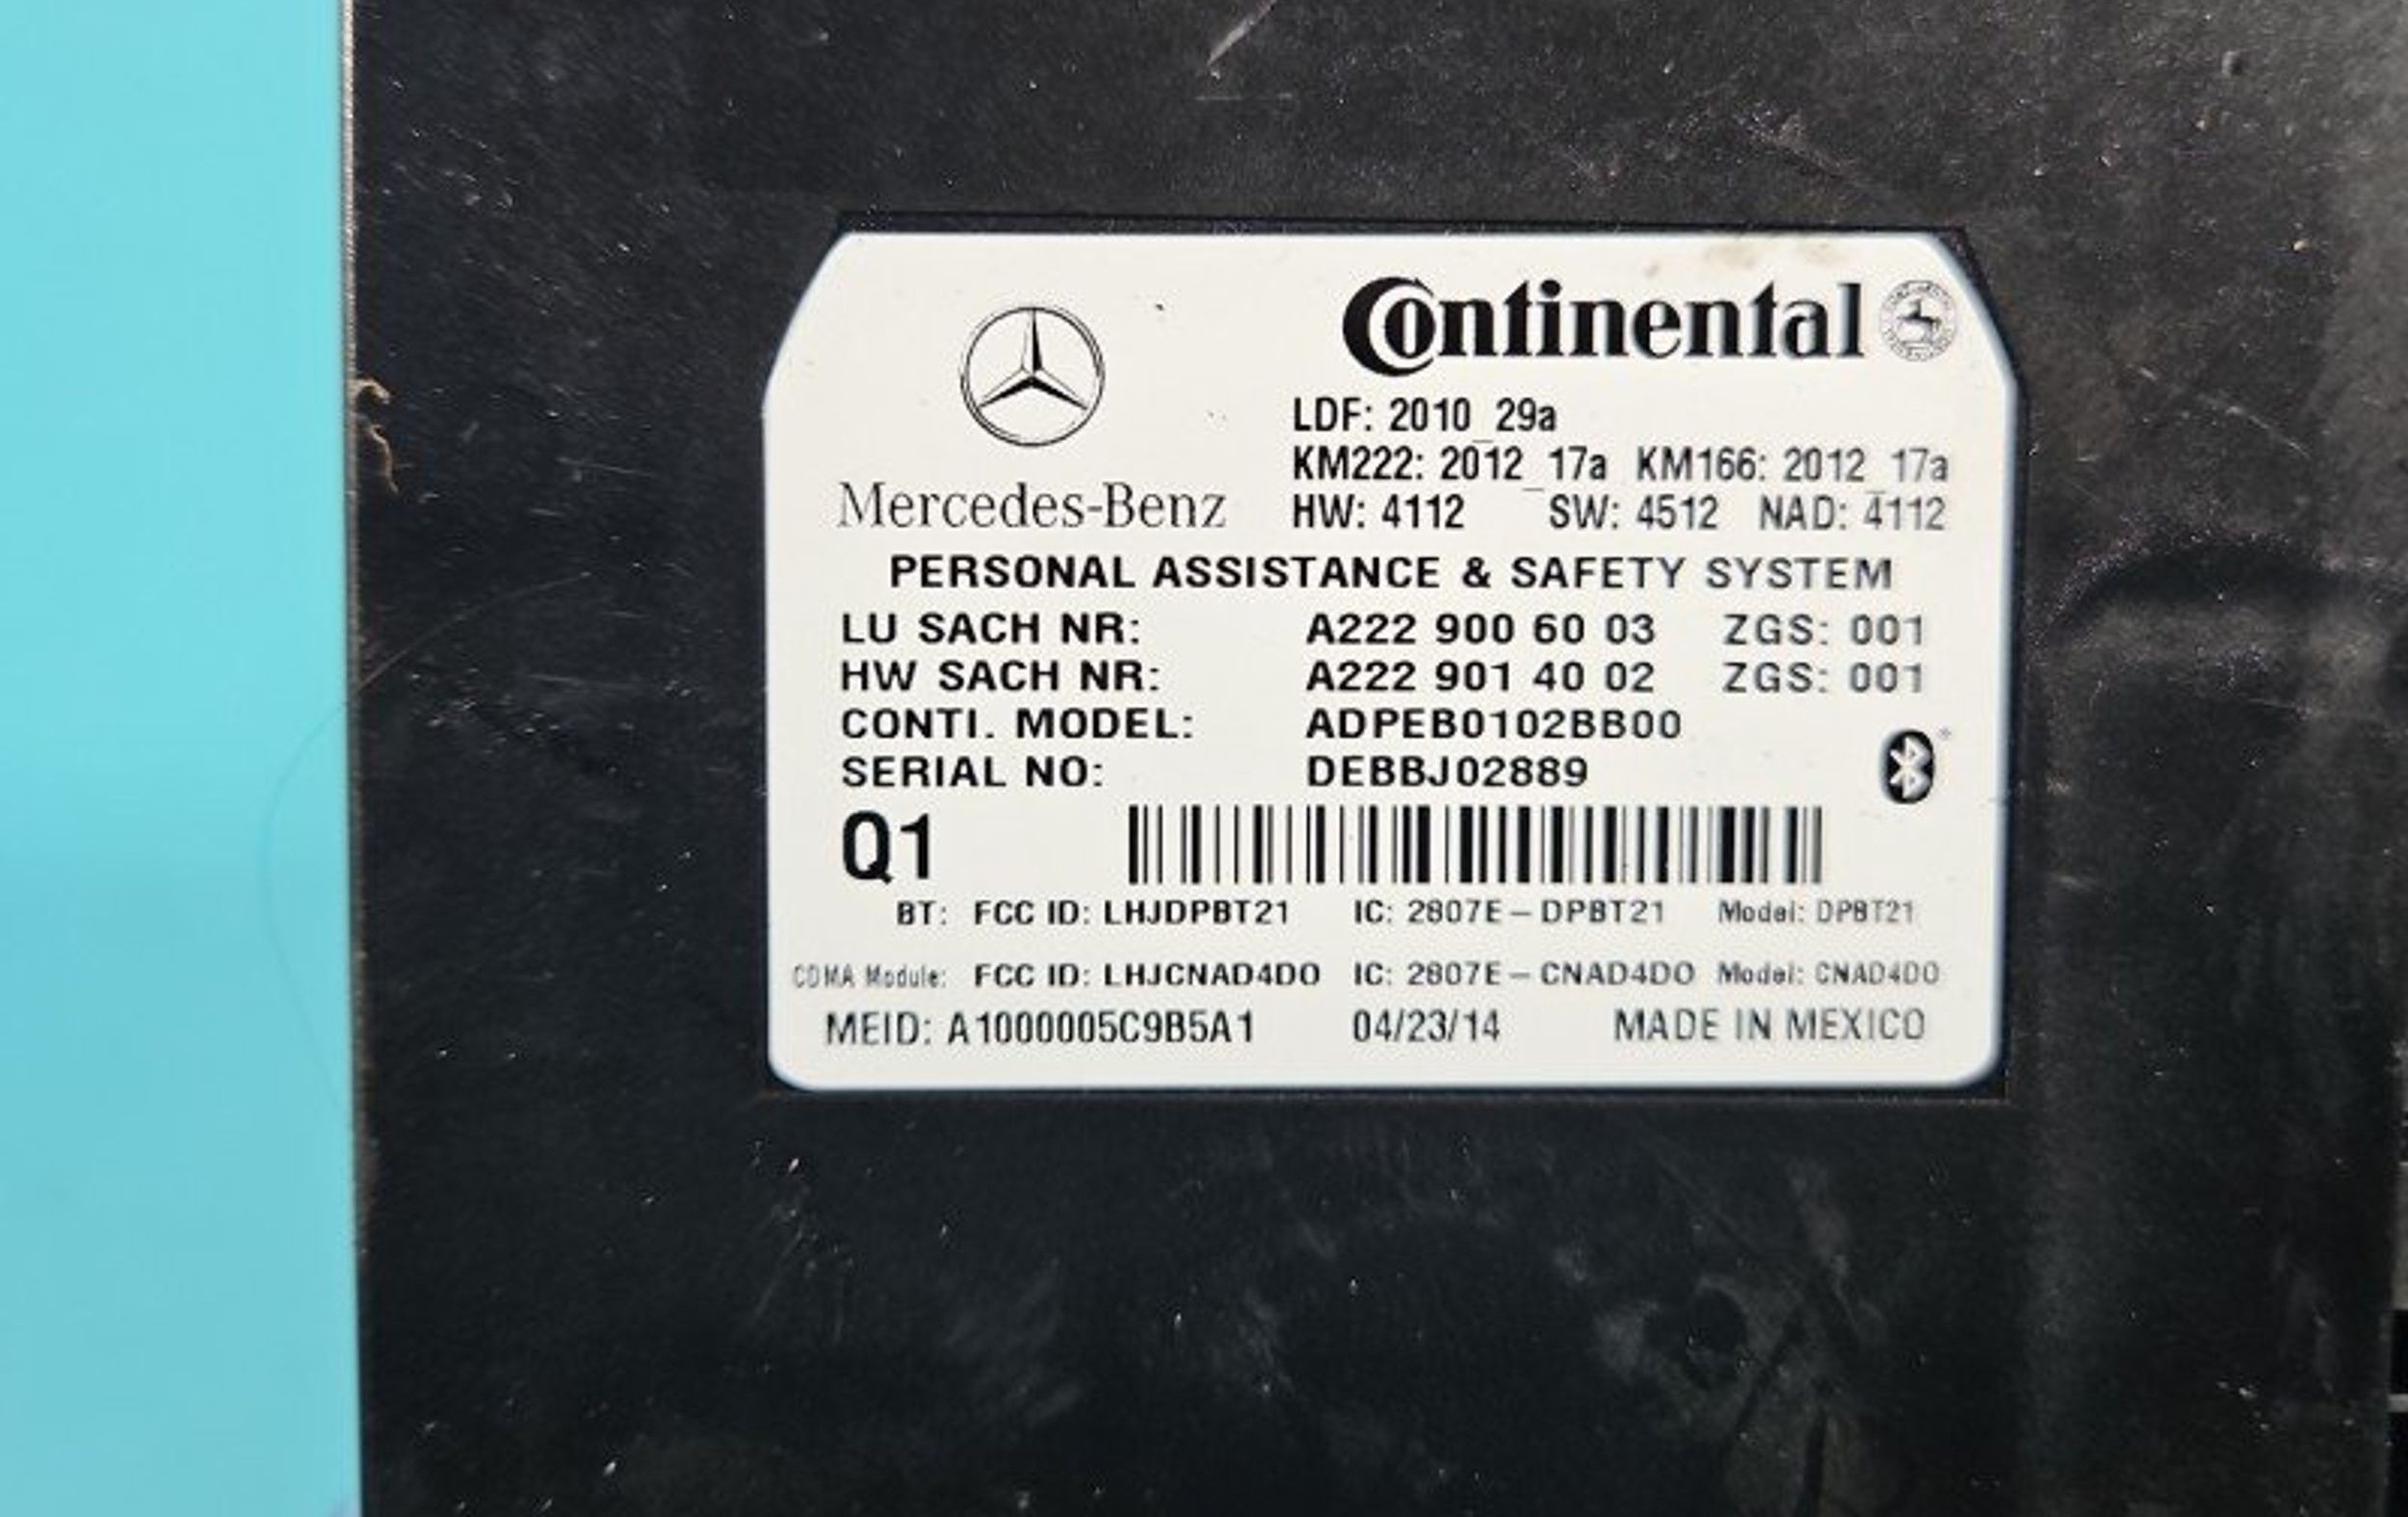 Continental
Mercedes-Benz
LDF: 2010_29a
KM222: 2012_17a KM166: 2012_17a
HW: 4112 SW: 4512 NAD: 4112
PERSONAL ASSISTANCE & SAFETY SYSTEM
LU SACH NR: A222 900 60 03 ZGS: 001
HW SACH NR: A222 901 40 02 ZGS: 001
CONTI. MODEL: ADPEB0102BB00
SERIAL NO: DEBBJ02889
Q1
BT: FCC ID: LHJDPBT21 IC: 2807E-DPBT21 Model: DPBT21
CDMA Module: FCC ID: LHJCNAD4DO IC: 2807E-CNAD4DO Model: CNAD4DO
MEID: A1000005C9B5A1 04/23/14 MADE IN MEXICO